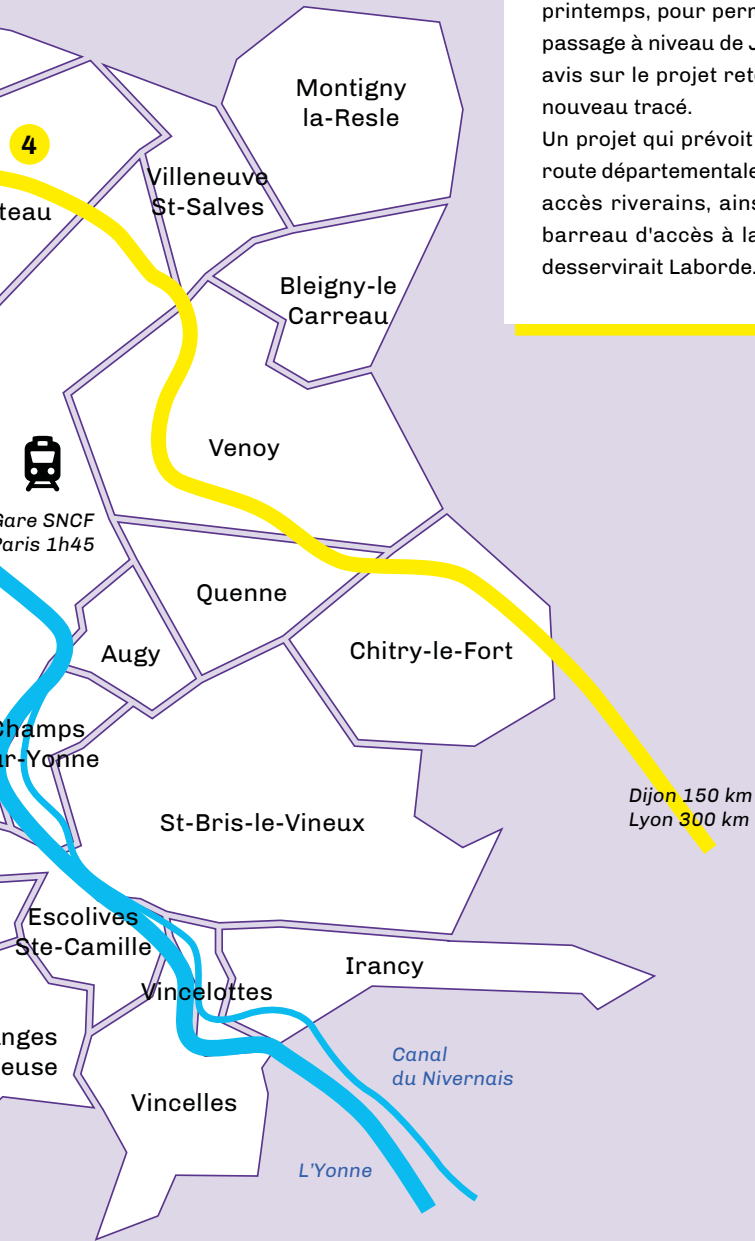 printemps, pour perm
passage à niveau de J
avis sur le projet ret
nouveau tracé.
Un projet qui prévoit
route départementale
accès riverains, ains
barreau d'accès à la
desservirait Laborde.
Montigny
la-Resle
4
Villeneuve
St-Salves
teau
Bleigny-le
Carreau
Venoy
Gare SNCF
Paris 1h45
Quenne
Augy
Chitry-le-Fort
Champs
ur-Yonne
Dijon 150 km
Lyon 300 km
St-Bris-le-Vineux
Escolives
Ste-Camille
Irancy
Vincelottes
nges
euse
Canal
du Nivernais
Vincelles
L'Yonne